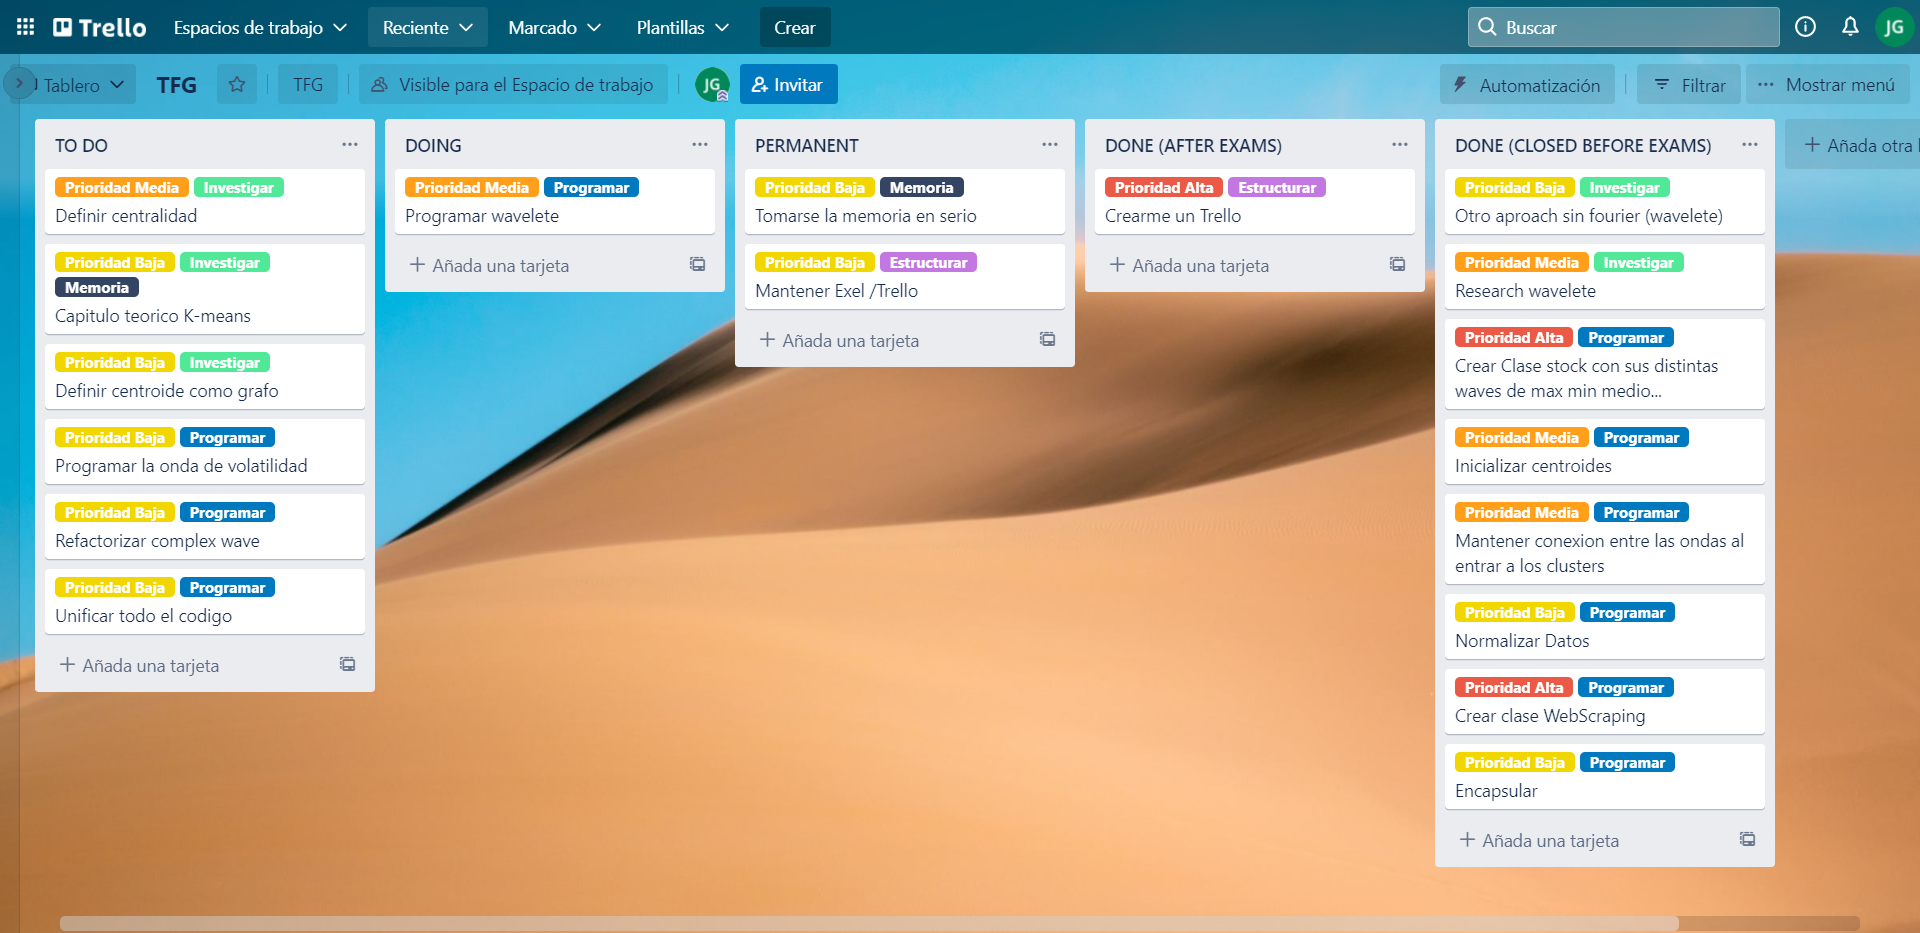 Trello Espacios de trabajo Reciente Marcado Plantillas Crear Buscar JG
Tablero TFG TFG Visible para el Espacio de trabajo JG Invitar Automatización Filtrar Mostrar menú
TO DO
Prioridad Media Investigar
Definir centralidad
Prioridad Baja Investigar
Memoria
Capitulo teorico K-means
Prioridad Baja Investigar
Definir centroide como grafo
Prioridad Baja Programar
Programar la onda de volatilidad
Prioridad Baja Programar
Refactorizar complex wave
Prioridad Baja Programar
Unificar todo el codigo
+ Añada una tarjeta
DOING
Prioridad Media Programar
Programar wavelete
+ Añada una tarjeta
PERMANENT
Prioridad Baja Memoria
Tomarse la memoria en serio
Prioridad Baja Estructurar
Mantener Exel /Trello
+ Añada una tarjeta
DONE (AFTER EXAMS)
Prioridad Alta Estructurar
Crearme un Trello
+ Añada una tarjeta
DONE (CLOSED BEFORE EXAMS)
Prioridad Baja Investigar
Otro aproach sin fourier (wavelete)
Prioridad Media Investigar
Research wavelete
Prioridad Alta Programar
Crear Clase stock con sus distintas
waves de max min medio...
Prioridad Media Programar
Inicializar centroides
Prioridad Media Programar
Mantener conexion entre las ondas al
entrar a los clusters
Prioridad Baja Programar
Normalizar Datos
Prioridad Alta Programar
Crear clase WebScraping
Prioridad Baja Programar
Encapsular
+ Añada una tarjeta
+ Añada otra